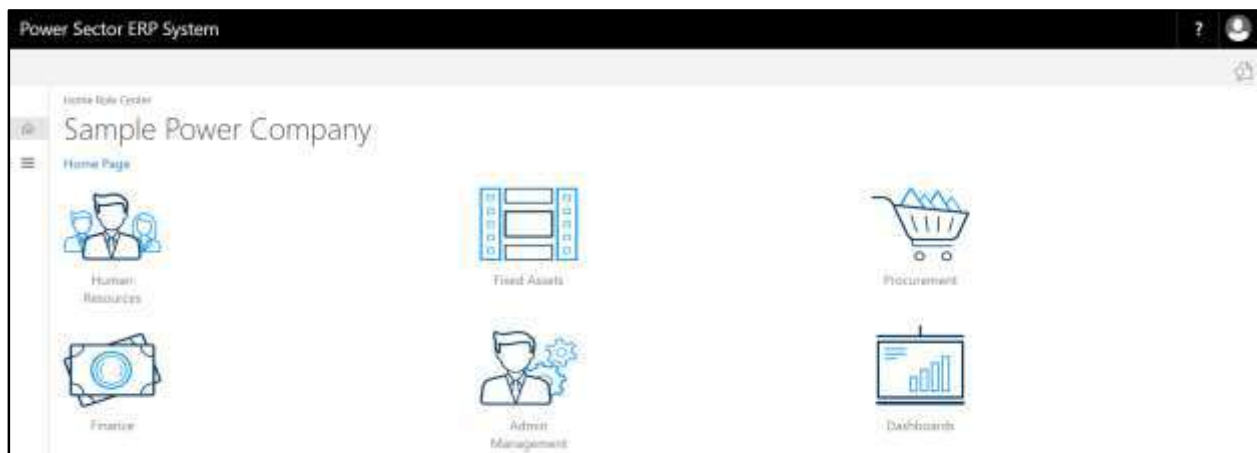 Power Sector ERP System
?
Home Role Center
Sample Power Company
Home Page
Human
Resources
Fixed Assets
Procurement
Finance
Admin
Management
Dashboards